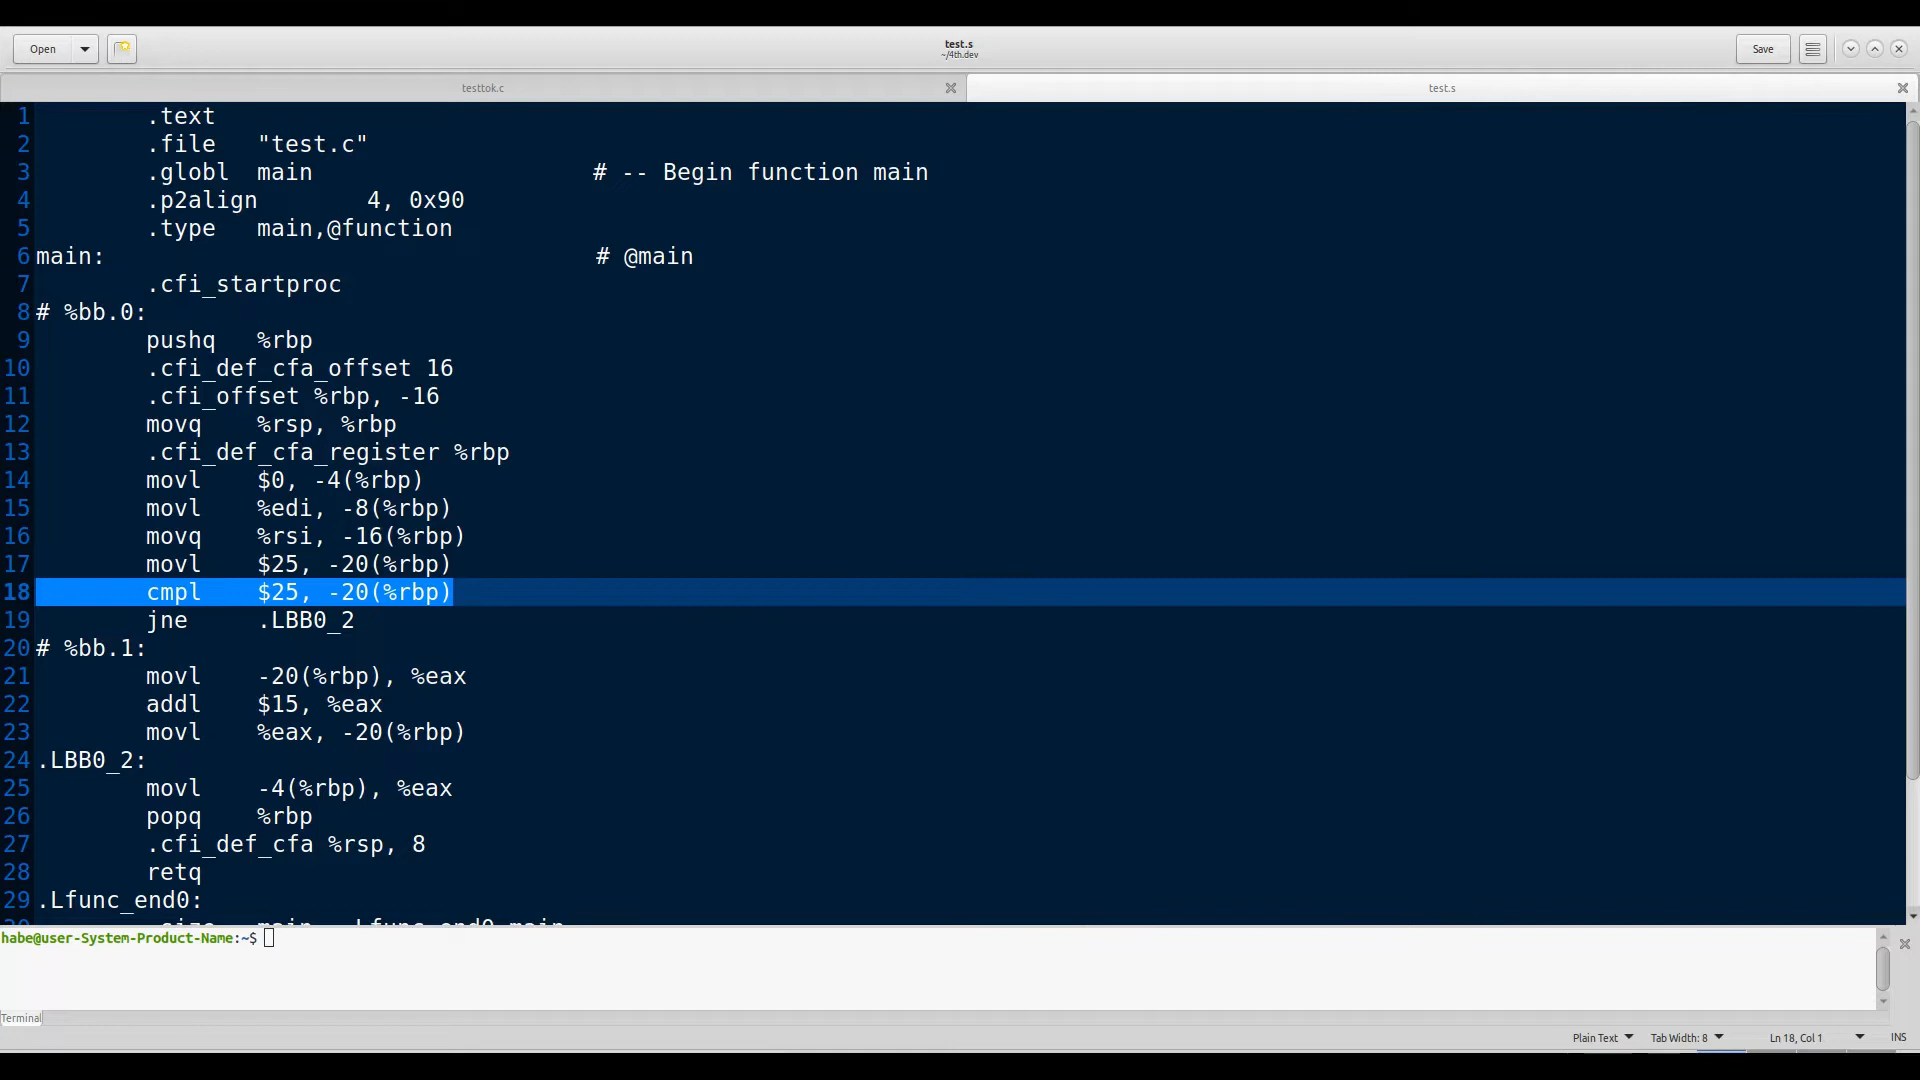 Open
test.s
~/4th.dev
Save
testtok.c
test.s
1 .text
2 .file "test.c"
3 .globl main # -- Begin function main
4 .p2align 4, 0x90
5 .type main,@function
6 main: # @main
7 .cfi_startproc
8 # %bb.0:
9 pushq %rbp
10 .cfi_def_cfa_offset 16
11 .cfi_offset %rbp, -16
12 movq %rsp, %rbp
13 .cfi_def_cfa_register %rbp
14 movl $0, -4(%rbp)
15 movl %edi, -8(%rbp)
16 movq %rsi, -16(%rbp)
17 movl $25, -20(%rbp)
18 cmpl $25, -20(%rbp)
19 jne .LBB0_2
20 # %bb.1:
21 movl -20(%rbp), %eax
22 addl $15, %eax
23 movl %eax, -20(%rbp)
24 .LBB0_2:
25 movl -4(%rbp), %eax
26 popq %rbp
27 .cfi_def_cfa %rsp, 8
28 retq
29 .Lfunc_end0:
habe@user-System-Product-Name:~$
Terminal
Plain Text Tab Width: 8 Ln 18, Col 1 INS